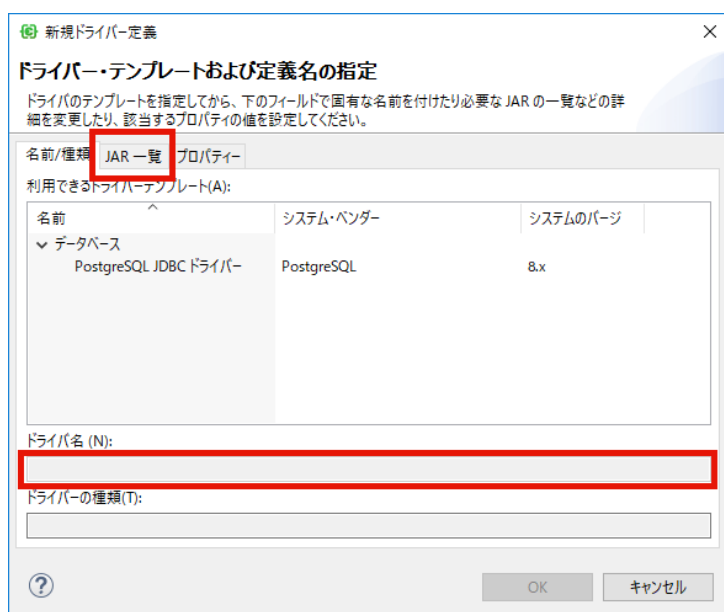 新規ドライバー定義
ドライバー・テンプレートおよび定義名の指定
ドライバのテンプレートを指定してから、下のフィールドで固有な名前を付けたり必要な JAR の一覧などの詳
細を変更したり、該当するプロパティの値を設定してください。
名前/種類 JAR 一覧 プロパティー
利用できるドライバーテンプレート(A):
名前 システム・ベンダー システムのバージ
データベース
PostgreSQL JDBC ドライバー PostgreSQL 8.x
ドライバ名 (N):
ドライバーの種類(T):
OK キャンセル